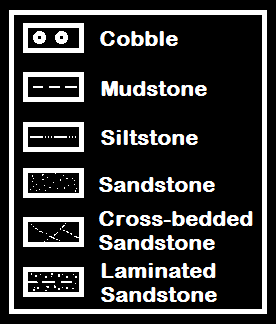 Cobble
Mudstone
Siltstone
Sandstone
Cross-bedded
Sandstone
Laminated
Sandstone